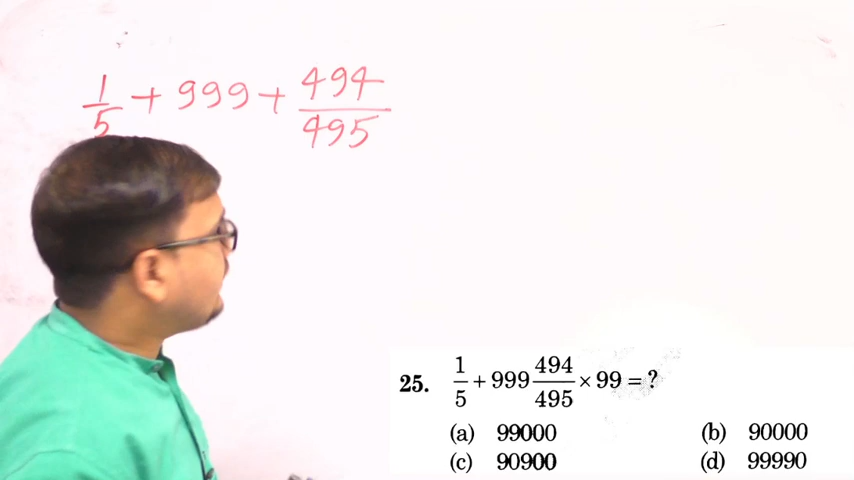 1/5 + 999 + 494/495
25. 1/5 + 999 494/495 × 99 = ?
(a) 99000 (b) 90000
(c) 90900 (d) 99990